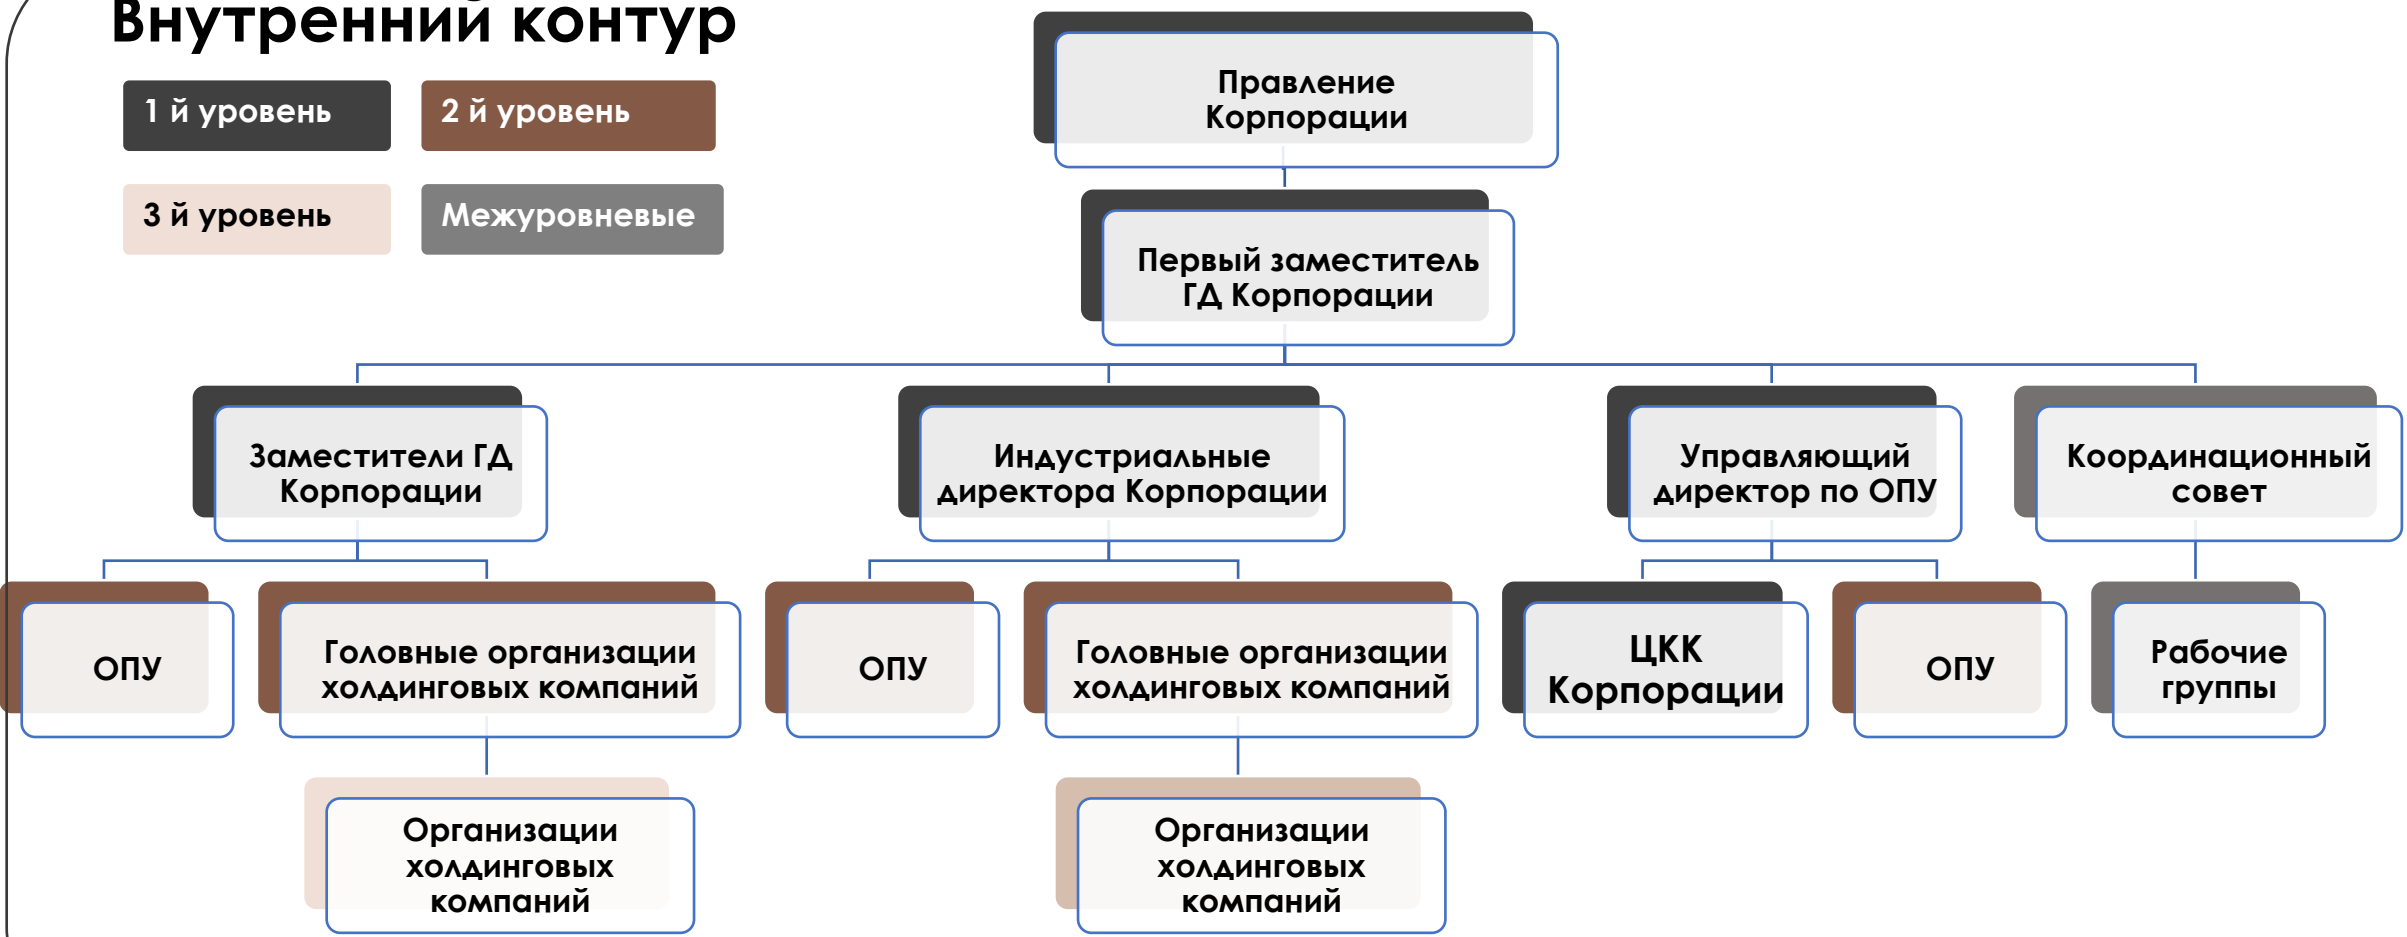 Внутренний контур
1 й уровень
2 й уровень
3 й уровень
Межуровневые
Правление
Корпорации
Первый заместитель
ГД Корпорации
Заместители ГД
Корпорации
Индустриальные
директора Корпорации
Управляющий
директор по ОПУ
Координационный
совет
ОПУ
Головные организации
холдинговых компаний
ОПУ
Головные организации
холдинговых компаний
ЦКК
Корпорации
ОПУ
Рабочие
группы
Организации
холдинговых
компаний
Организации
холдинговых
компаний